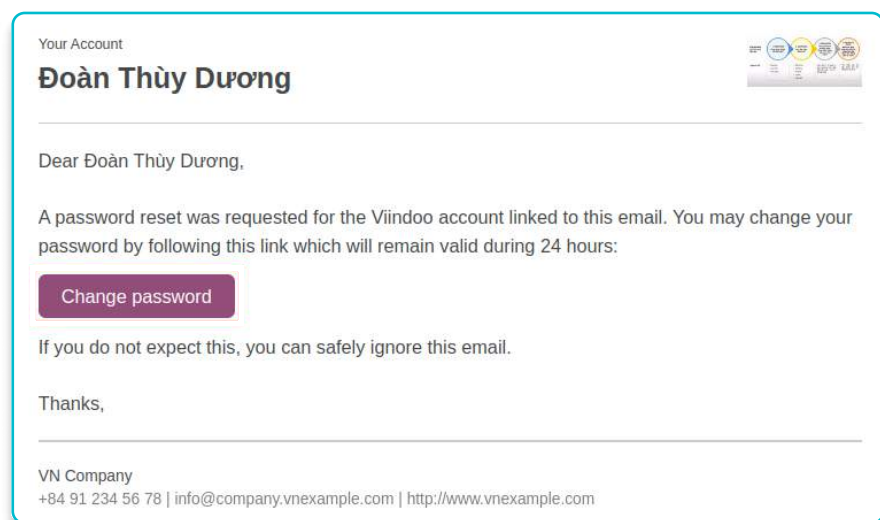 Your Account
Đoàn Thùy Dương
Dear Đoàn Thùy Dương,
A password reset was requested for the Viindoo account linked to this email. You may change your
password by following this link which will remain valid during 24 hours:
Change password
If you do not expect this, you can safely ignore this email.
Thanks,
VN Company
+84 91 234 56 78 | info@company.vnexample.com | http://www.vnexample.com